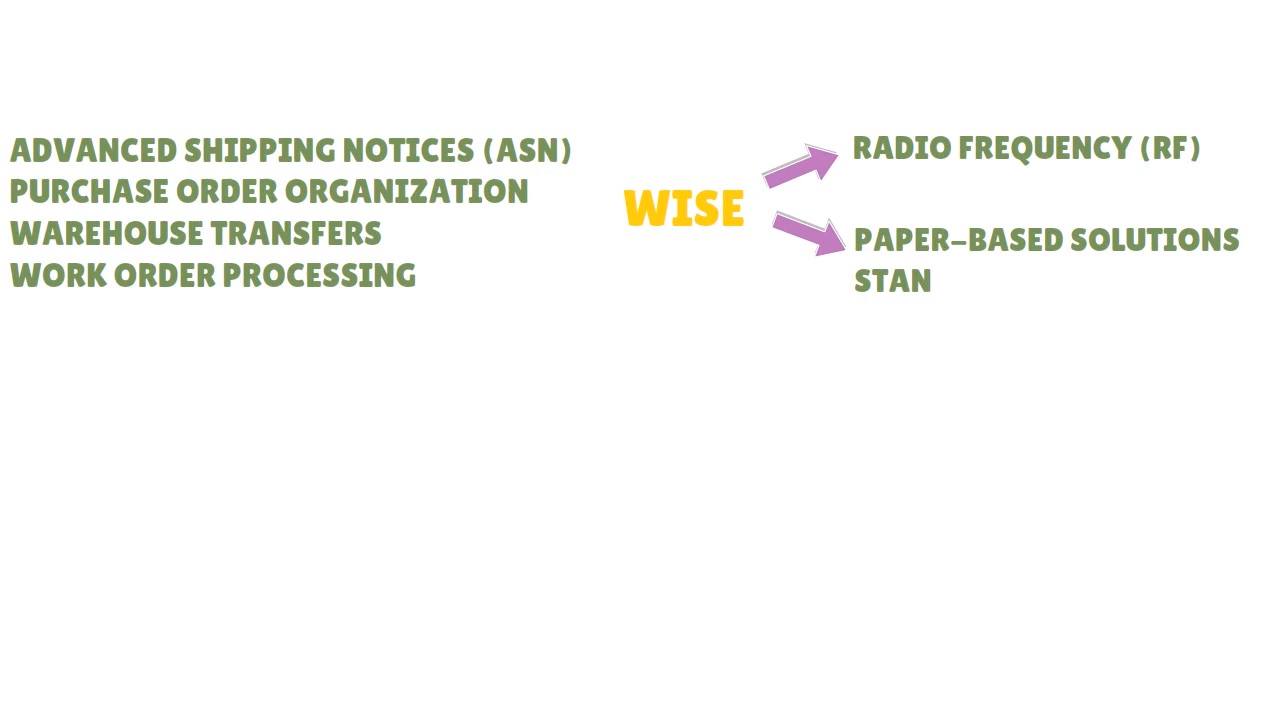 ADVANCED SHIPPING NOTICES (ASN)
PURCHASE ORDER ORGANIZATION
WAREHOUSE TRANSFERS
WORK ORDER PROCESSING
WISE
RADIO FREQUENCY (RF)
PAPER-BASED SOLUTIONS
STAN